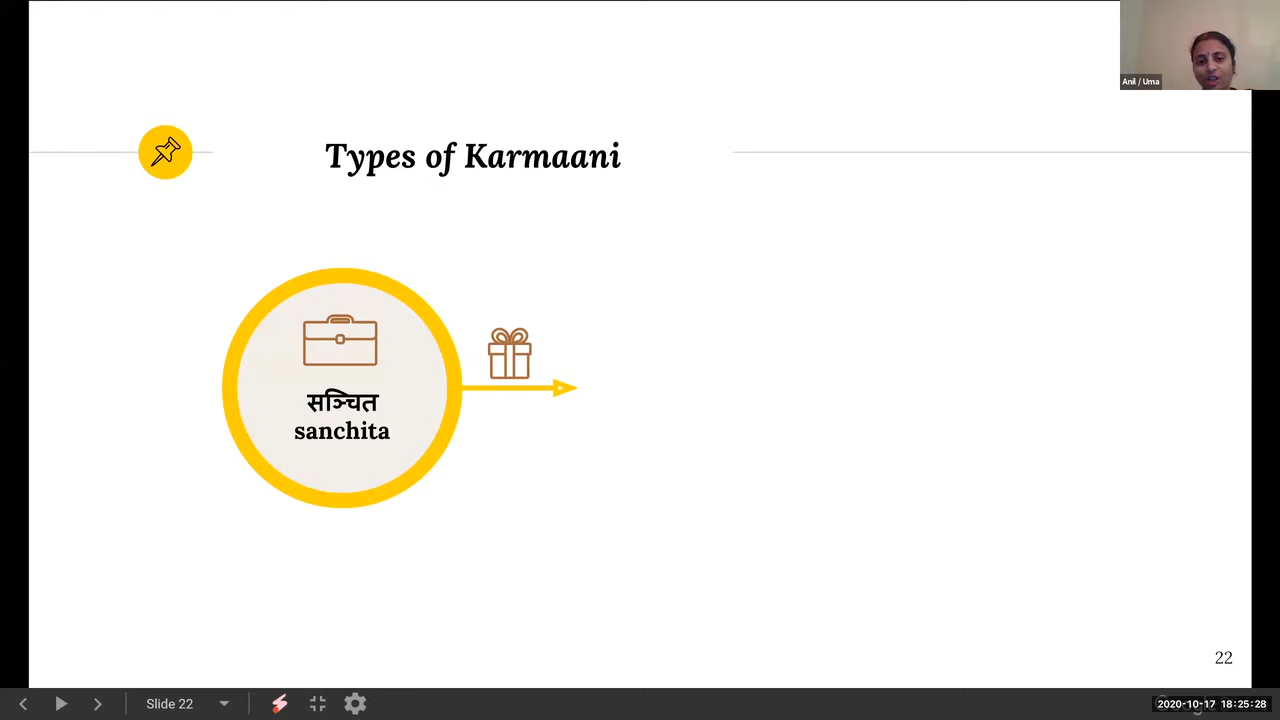 Anil / Uma
Types of Karmaani
सञ्चित
sanchita
22
Slide 22
2020-10-17 18:25:28